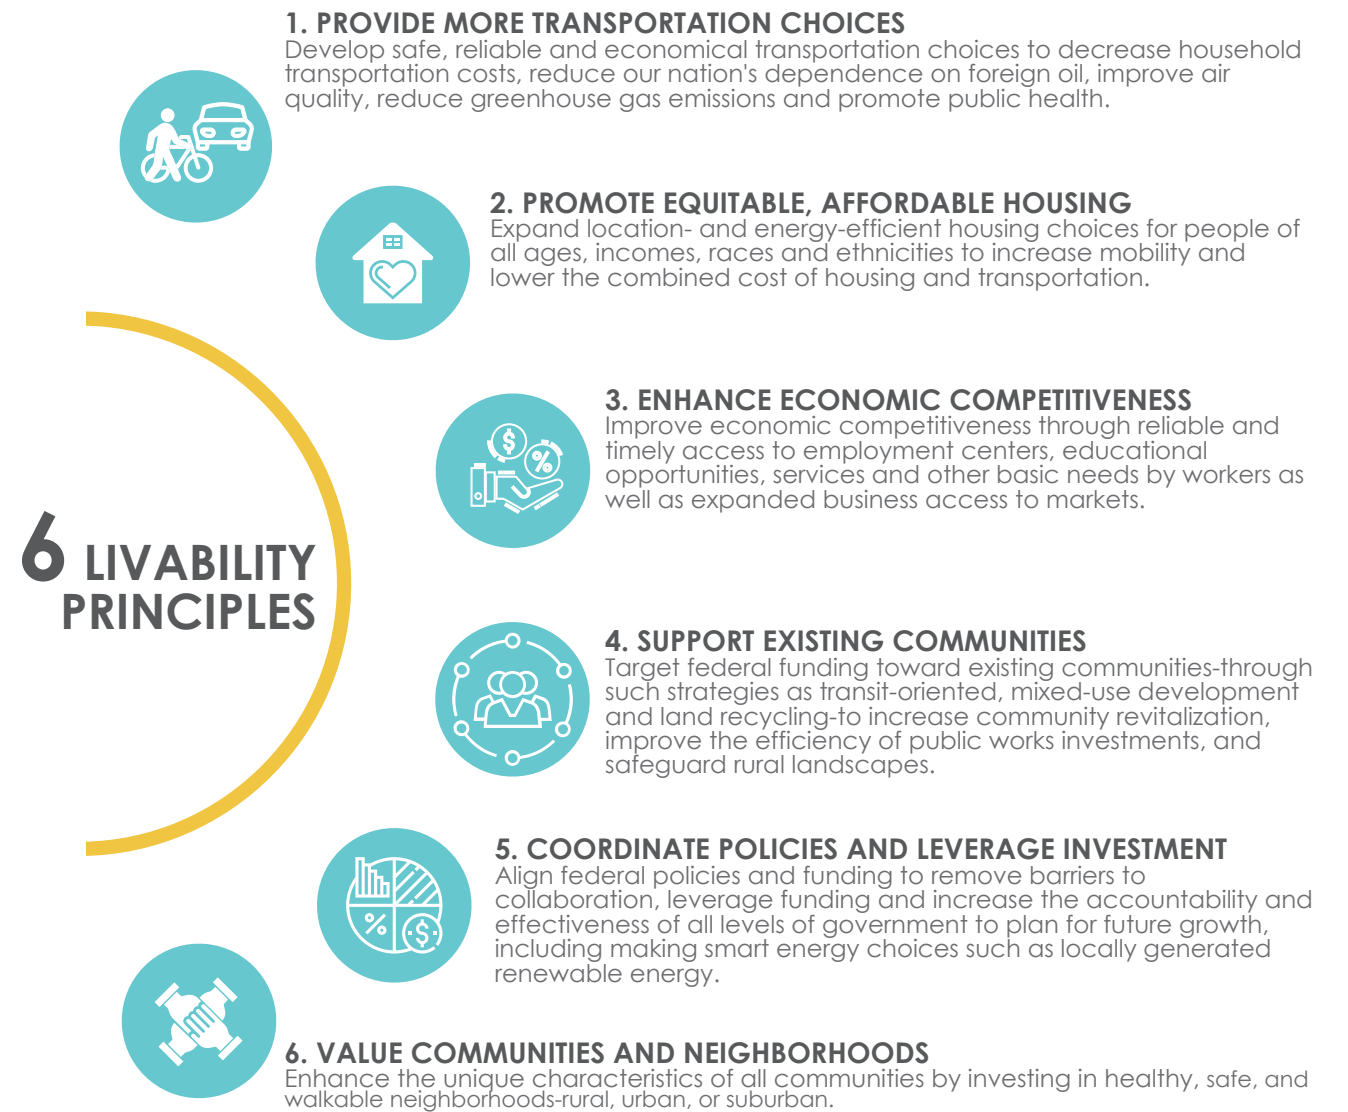 1. PROVIDE MORE TRANSPORTATION CHOICES
Develop safe, reliable and economical transportation choices to decrease household
transportation costs, reduce our nation's dependence on foreign oil, improve air
quality, reduce greenhouse gas emissions and promote public health.
2. PROMOTE EQUITABLE, AFFORDABLE HOUSING
Expand location- and energy-efficient housing choices for people of
all ages, incomes, races and ethnicities to increase mobility and
lower the combined cost of housing and transportation.
3. ENHANCE ECONOMIC COMPETITIVENESS
Improve economic competitiveness through reliable and
timely access to employment centers, educational
opportunities, services and other basic needs by workers as
well as expanded business access to markets.
$
%
6 LIVABILITY
PRINCIPLES
4. SUPPORT EXISTING COMMUNITIES
Target federal funding toward existing communities-through
such strategies as transit-oriented, mixed-use development
and land recycling-to increase community revitalization,
improve the efficiency of public works investments, and
safeguard rural landscapes.
5. COORDINATE POLICIES AND LEVERAGE INVESTMENT
Align federal policies and funding to remove barriers to
collaboration, leverage funding and increase the accountability and
effectiveness of all levels of government to plan for future growth,
including making smart energy choices such as locally generated
renewable energy.
% $
6. VALUE COMMUNITIES AND NEIGHBORHOODS
Enhance the unique characteristics of all communities by investing in healthy, safe, and
walkable neighborhoods-rural, urban, or suburban.